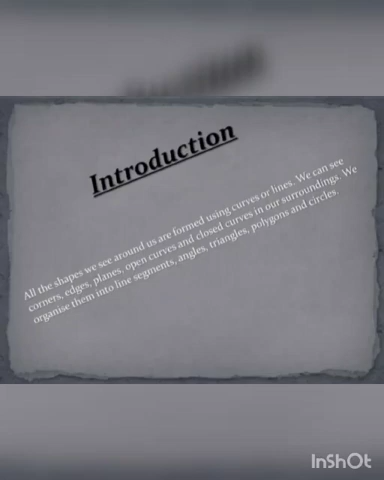 Introduction
All the shapes we see around us are formed using curves or lines. We can see
corners, edges, planes, open curves and closed curves in our surroundings. We
organise them into line segments, angles, triangles, polygons and circles.
InShOt